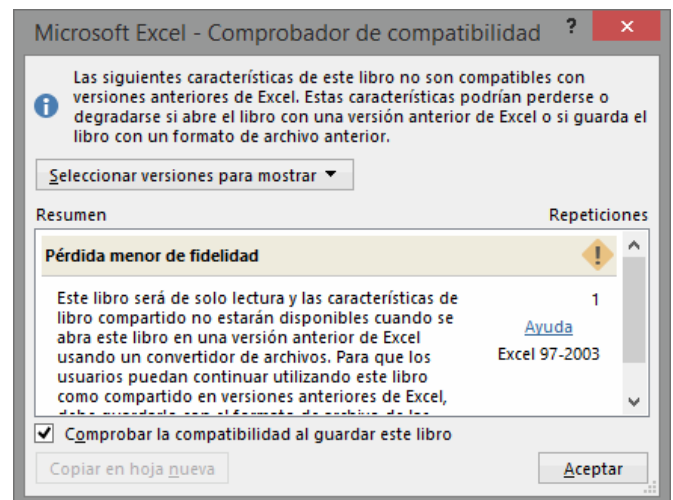 Microsoft Excel - Comprobador de compatibilidad ? ×
Las siguientes características de este libro no son compatibles con
versiones anteriores de Excel. Estas características podrían perderse o
degradarse si abre el libro con una versión anterior de Excel o si guarda el
libro con un formato de archivo anterior.
Seleccionar versiones para mostrar
Resumen Repeticiones
Pérdida menor de fidelidad
Este libro será de solo lectura y las características de
libro compartido no estarán disponibles cuando se
abra este libro en una versión anterior de Excel
usando un convertidor de archivos. Para que los
usuarios puedan continuar utilizando este libro
como compartido en versiones anteriores de Excel,
1
Ayuda
Excel 97-2003
Comprobar la compatibilidad al guardar este libro
Copiar en hoja nueva Aceptar